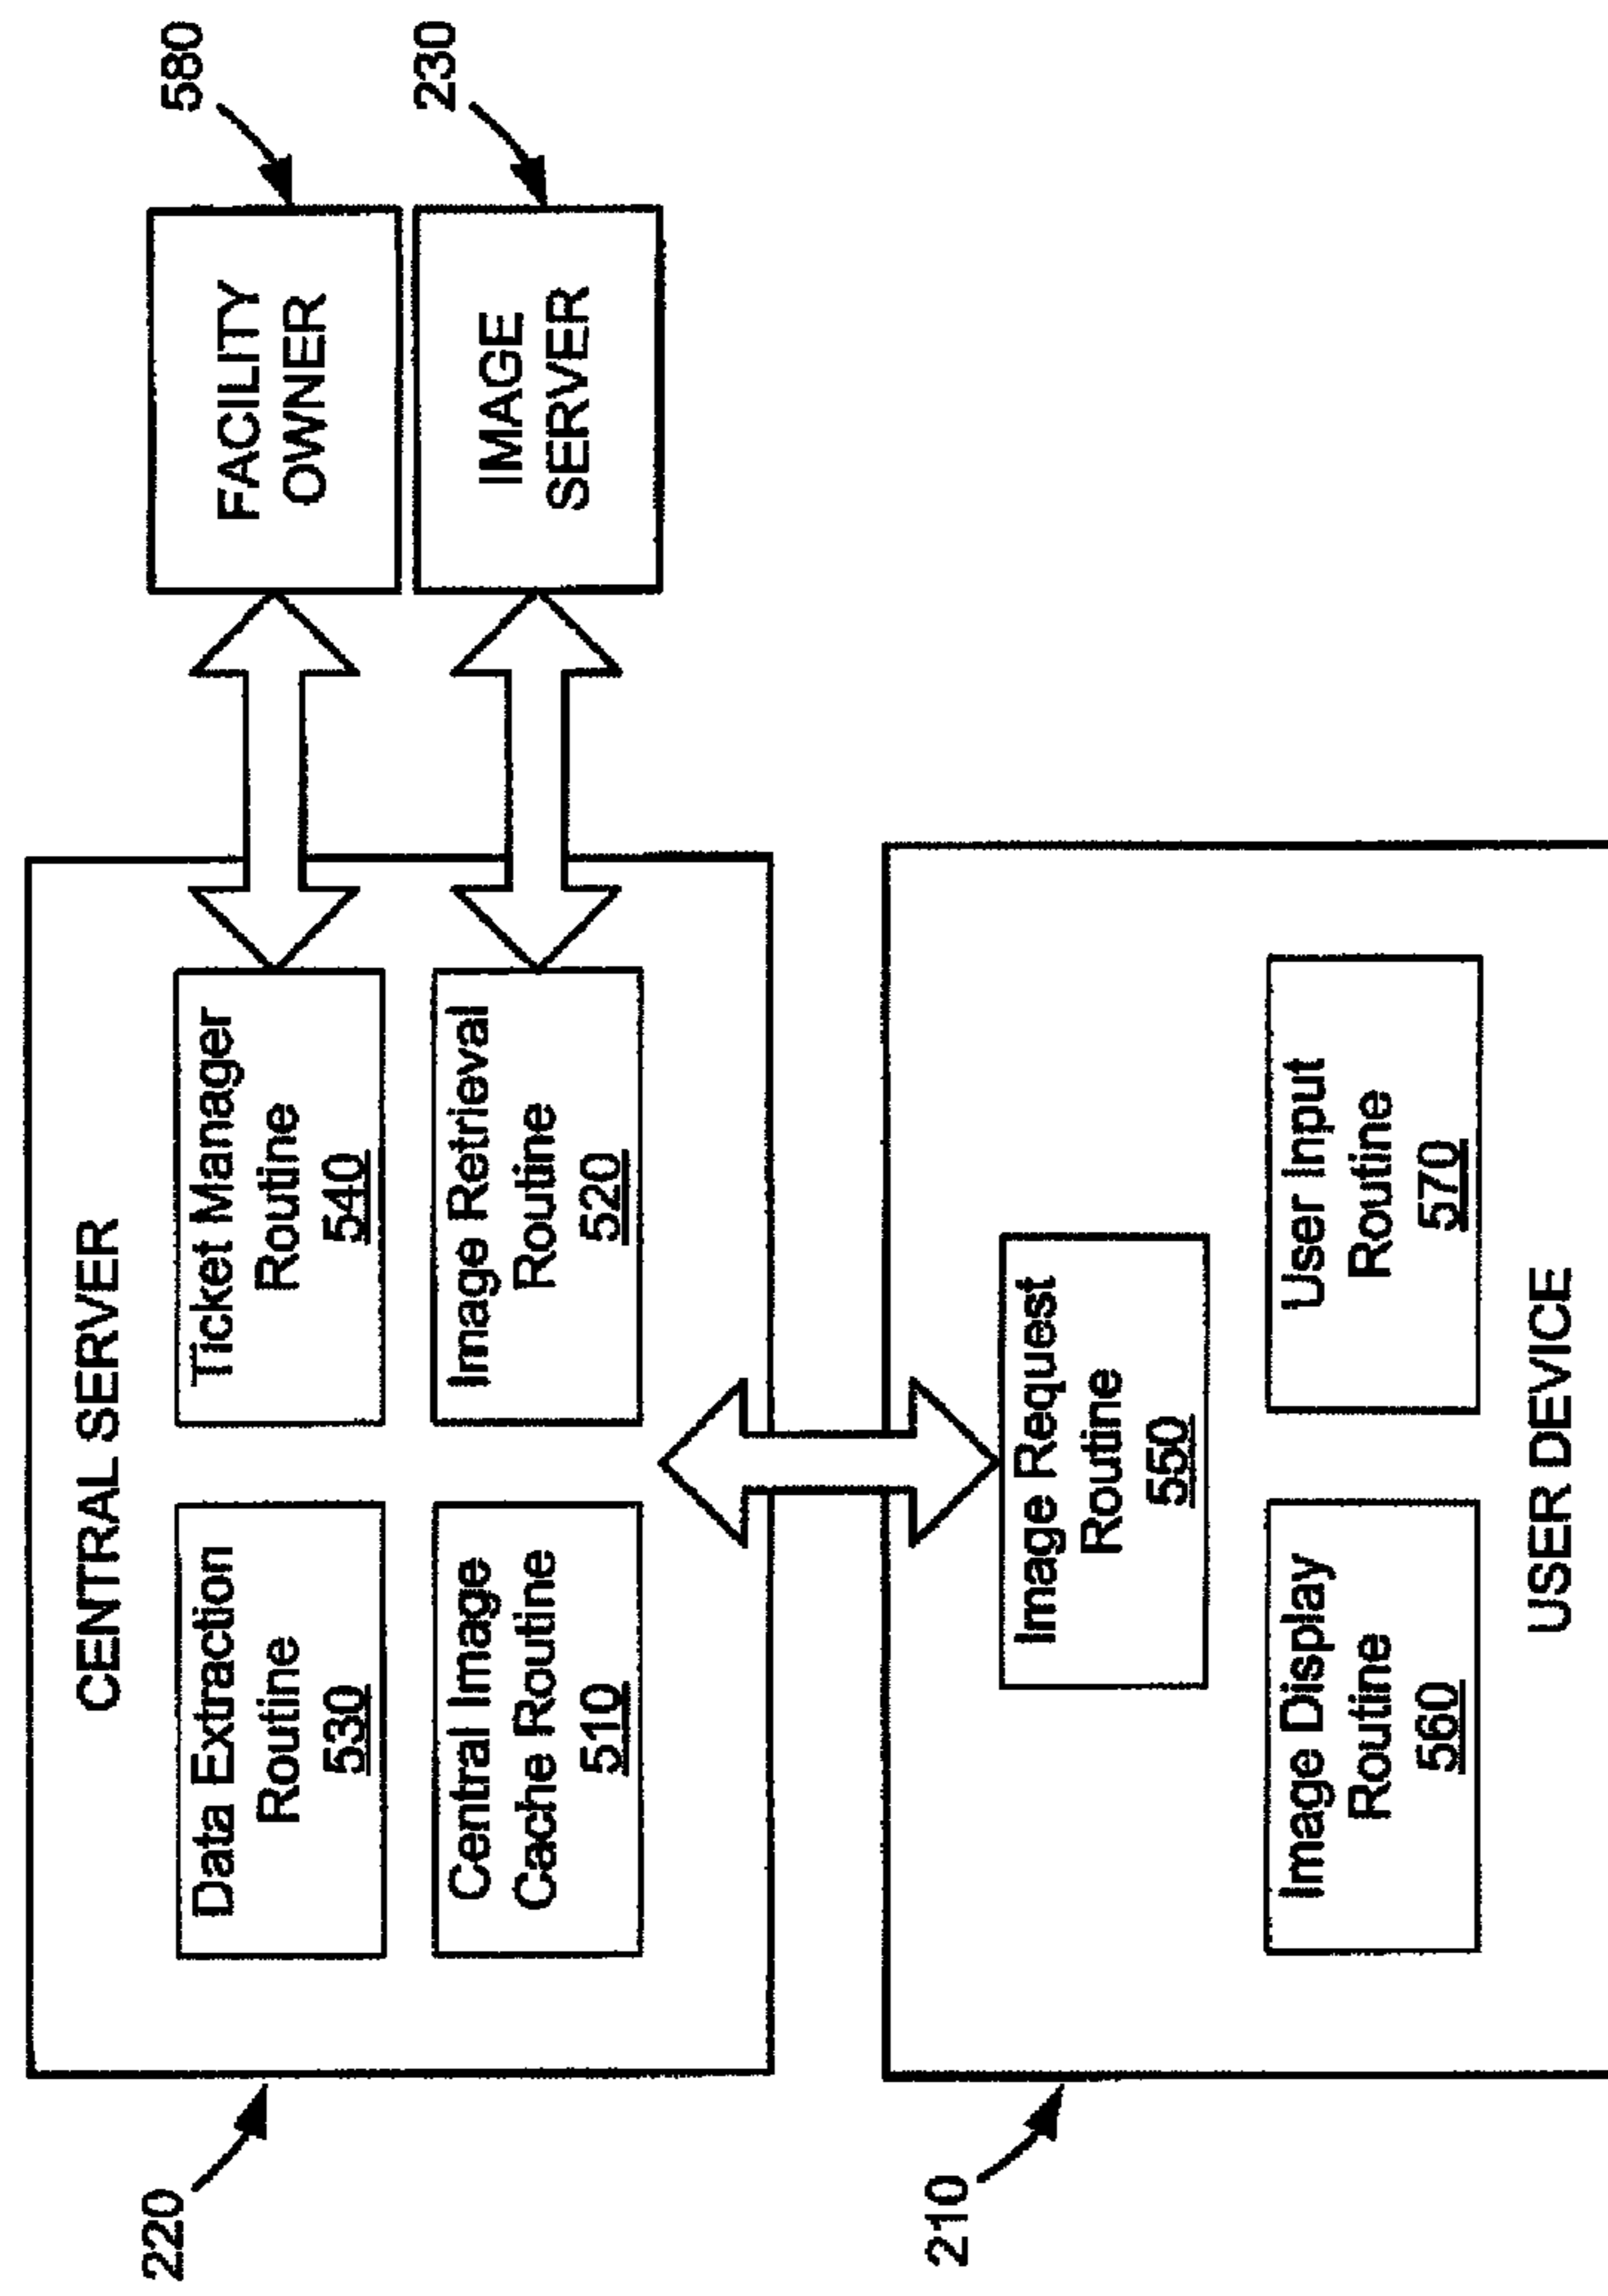 220
CENTRAL SERVER
Data Extraction
Routine
530
Ticket Manager
Routine
540
Central Image
Cache Routine
510
Image Retrieval
Routine
520
FACILITY
OWNER
580
IMAGE
SERVER
230
210
Image Request
Routine
550
Image Display
Routine
560
User Input
Routine
570
USER DEVICE